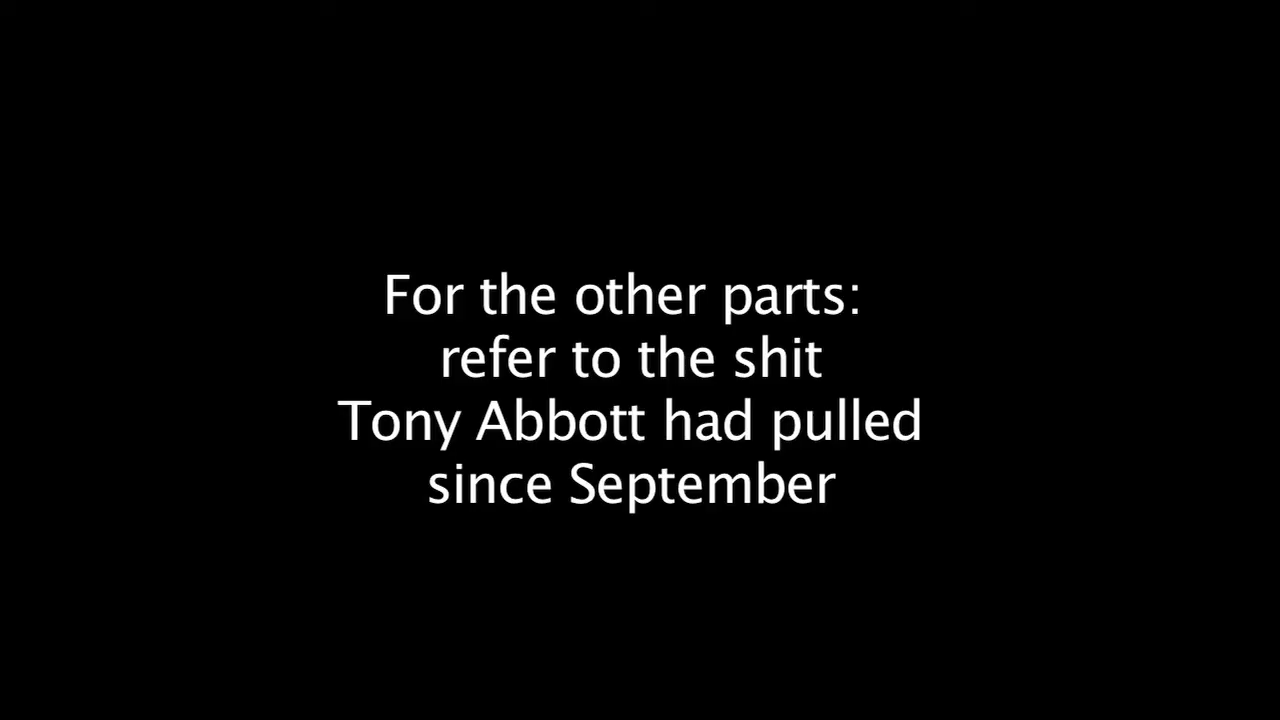 For the other parts:
refer to the shit
Tony Abbott had pulled
since September